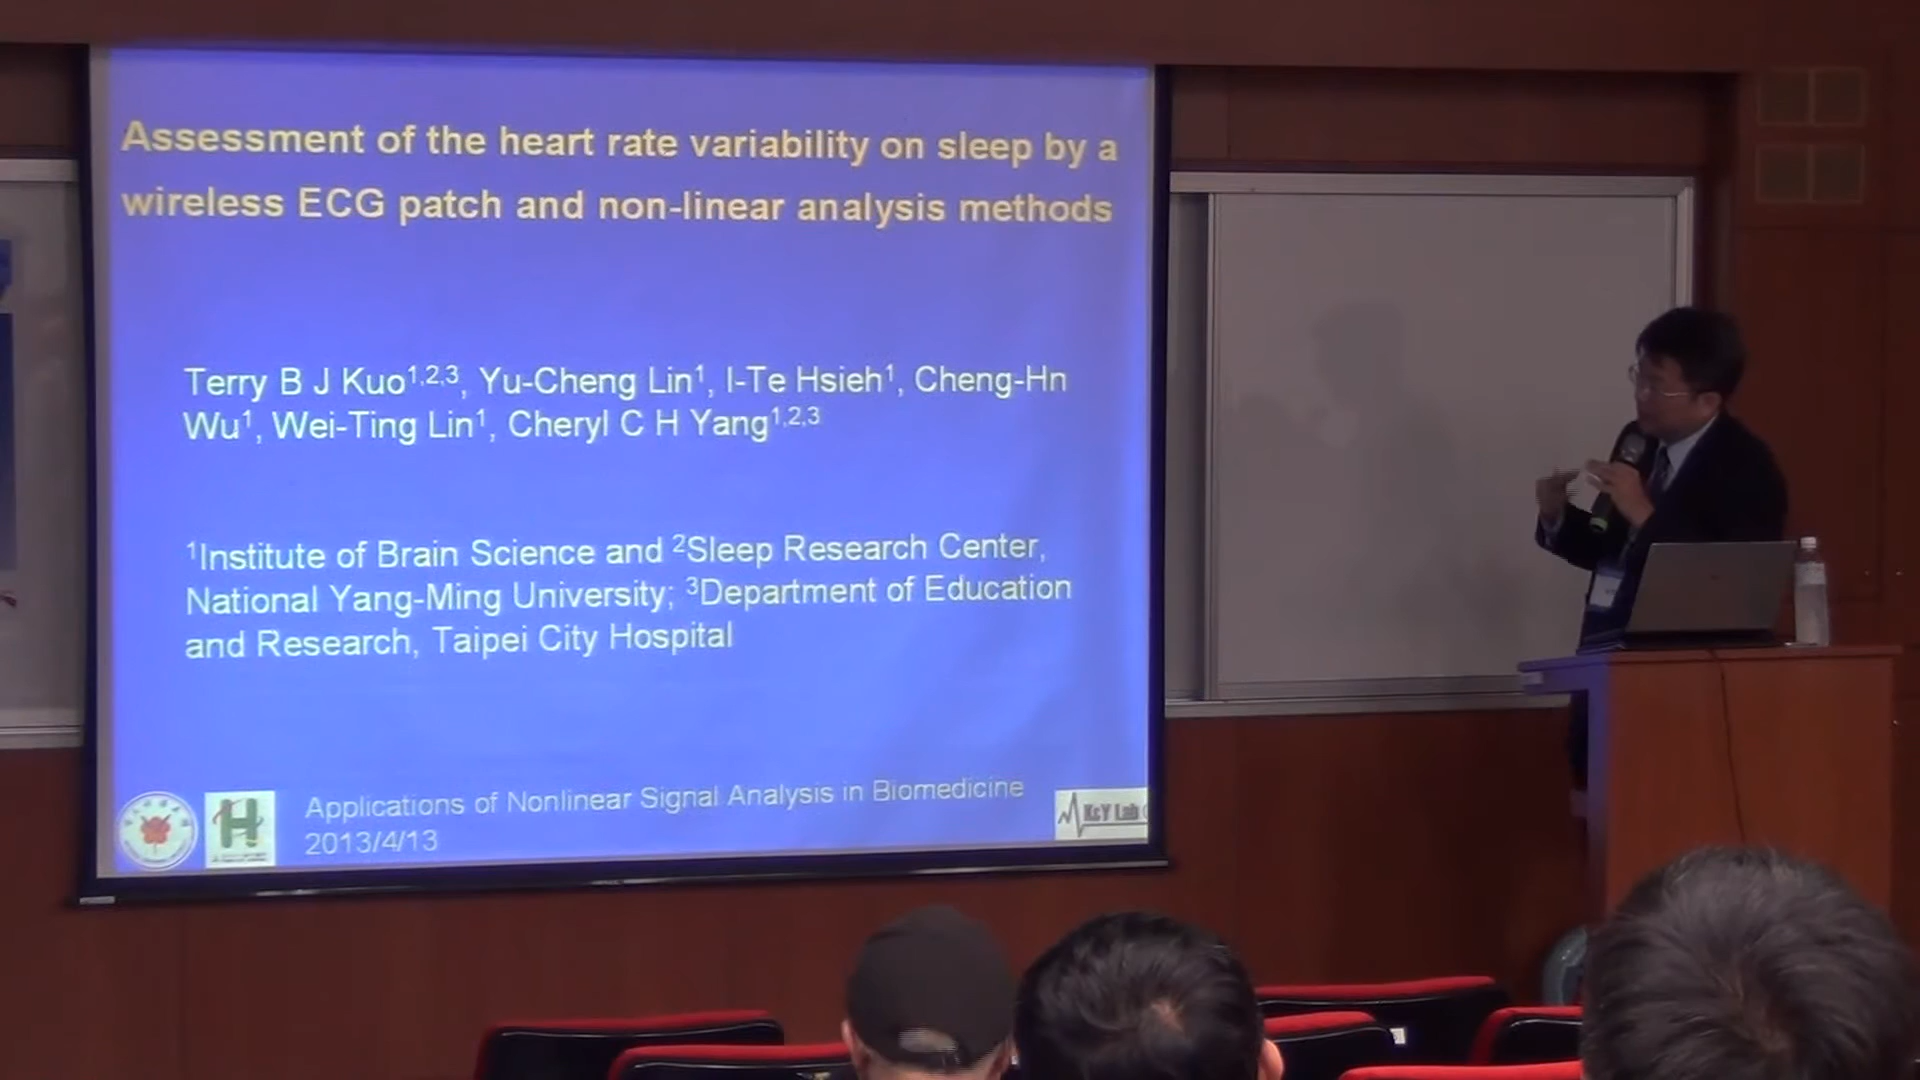 Assessment of the heart rate variability on sleep by a
wireless ECG patch and non-linear analysis methods
Terry B J Kuo1,2,3, Yu-Cheng Lin1, I-Te Hsieh1, Cheng-Hn
Wu1, Wei-Ting Lin1, Cheryl C H Yang1,2,3
1Institute of Brain Science and 2Sleep Research Center,
National Yang-Ming University; 3Department of Education
and Research, Taipei City Hospital
Applications of Nonlinear Signal Analysis in Biomedicine
2013/4/13
K&Y Lab